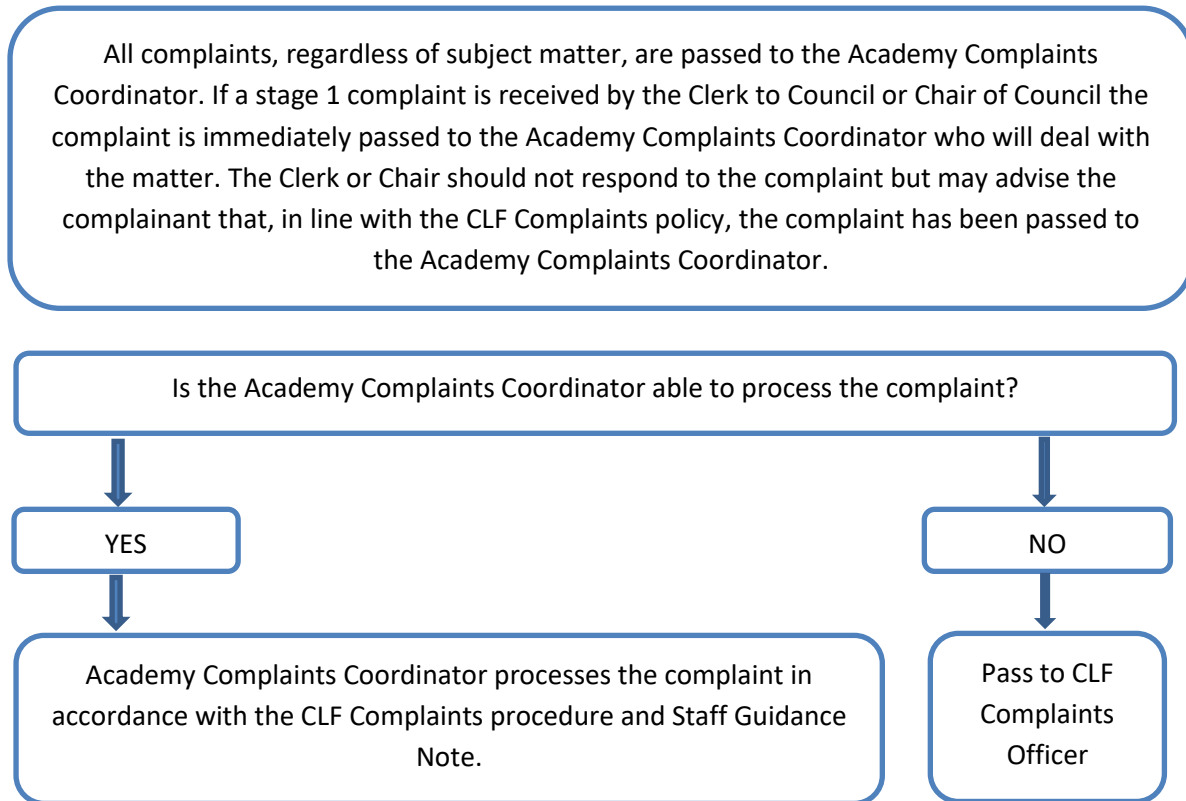 All complaints, regardless of subject matter, are passed to the Academy Complaints
Coordinator. If a stage 1 complaint is received by the Clerk to Council or Chair of Council the
complaint is immediately passed to the Academy Complaints Coordinator who will deal with
the matter. The Clerk or Chair should not respond to the complaint but may advise the
complainant that, in line with the CLF Complaints policy, the complaint has been passed to
the Academy Complaints Coordinator.
Is the Academy Complaints Coordinator able to process the complaint?
YES
NO
Academy Complaints Coordinator processes the complaint in
accordance with the CLF Complaints procedure and Staff Guidance
Note.
Pass to CLF
Complaints
Officer